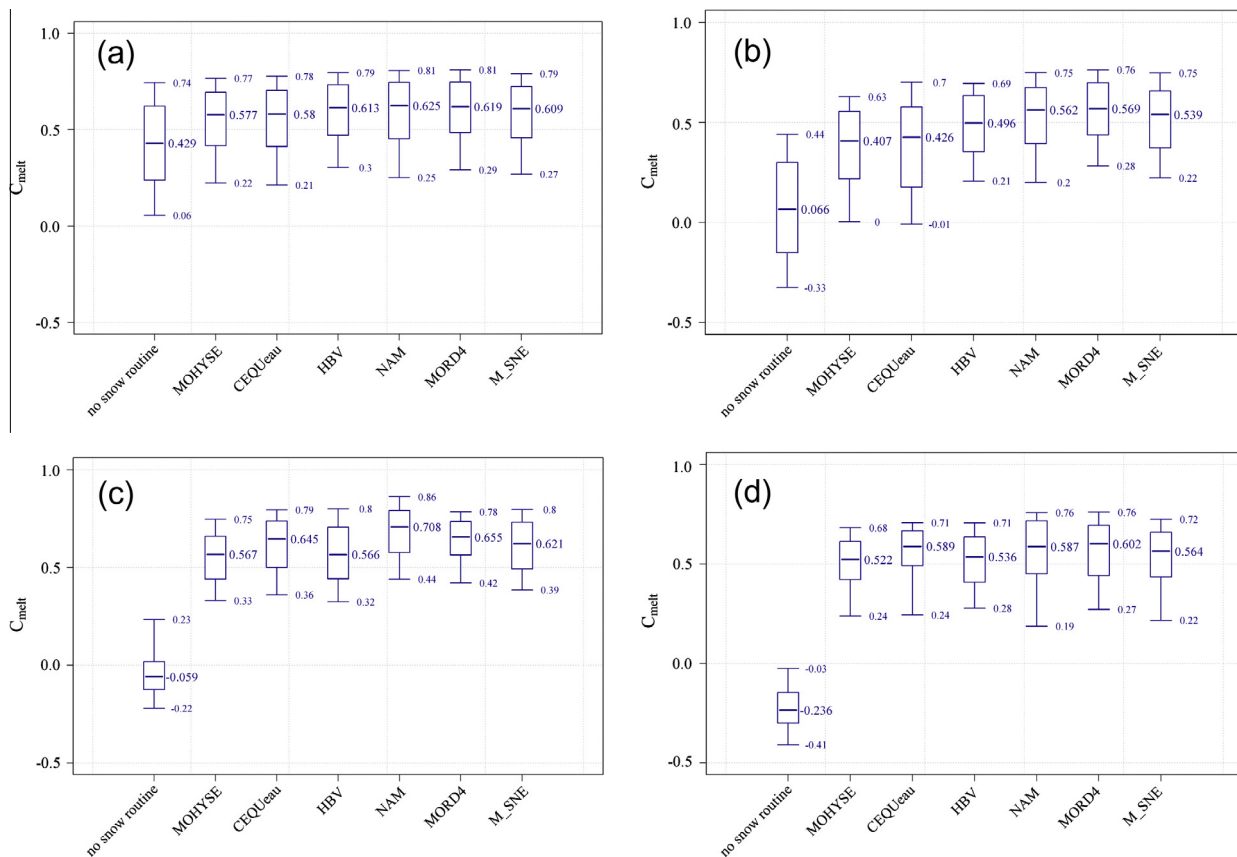 (a)
1.0
0.5
0.0
-0.5
C_melt
0.74
0.429
0.06
0.77
0.577
0.22
0.78
0.58
0.21
0.79
0.613
0.3
0.81
0.625
0.25
0.81
0.619
0.29
0.79
0.609
0.27
no snow routine
MOHYSE
CEQUeau
HBV
NAM
MORD4
M_SNE
(b)
1.0
0.5
0.0
-0.5
C_melt
0.44
0.066
-0.33
0.63
0.407
0
0.7
0.426
-0.01
0.69
0.496
0.21
0.75
0.562
0.2
0.76
0.569
0.28
0.75
0.539
0.22
no snow routine
MOHYSE
CEQUeau
HBV
NAM
MORD4
M_SNE
(c)
1.0
0.5
0.0
-0.5
C_melt
0.23
-0.059
-0.22
0.75
0.567
0.33
0.79
0.645
0.36
0.8
0.566
0.32
0.86
0.708
0.44
0.78
0.655
0.42
0.8
0.621
0.39
no snow routine
MOHYSE
CEQUeau
HBV
NAM
MORD4
M_SNE
(d)
1.0
0.5
0.0
-0.5
C_melt
-0.03
-0.236
-0.41
0.68
0.522
0.24
0.71
0.589
0.24
0.71
0.536
0.28
0.76
0.587
0.19
0.76
0.602
0.27
0.72
0.564
0.22
no snow routine
MOHYSE
CEQUeau
HBV
NAM
MORD4
M_SNE